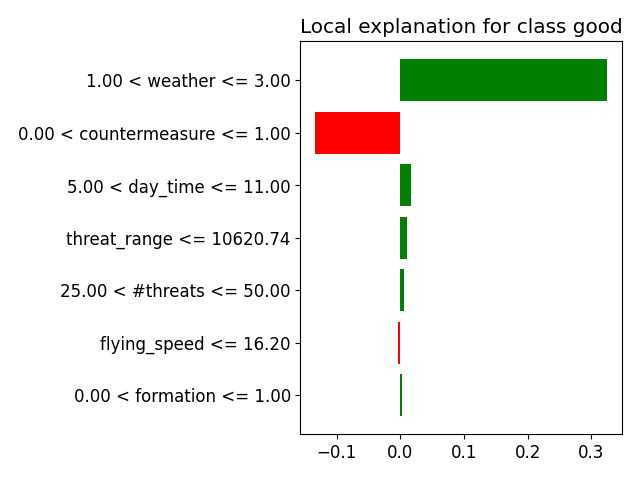 Local explanation for class good
1.00 < weather <= 3.00
0.00 < countermeasure <= 1.00
5.00 < day_time <= 11.00
threat_range <= 10620.74
25.00 < #threats <= 50.00
flying_speed <= 16.20
0.00 < formation <= 1.00
−0.1 0.0 0.1 0.2 0.3